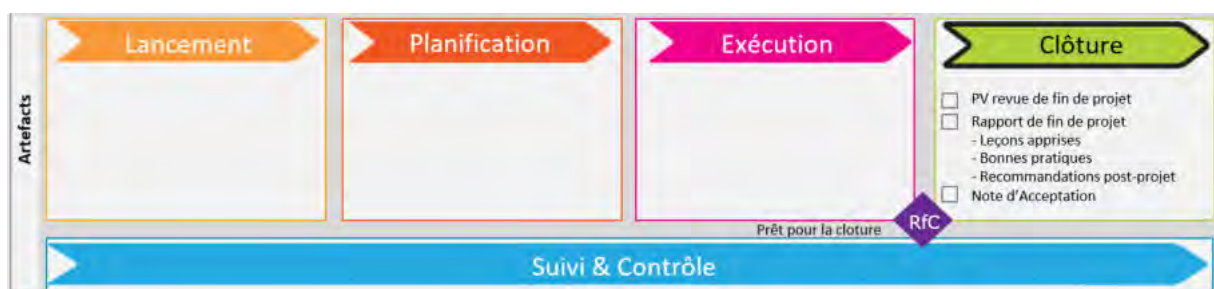 Lancement
Planification
Exécution
Clôture
Artefacts
PV revue de fin de projet
Rapport de fin de projet
- Leçons apprises
- Bonnes pratiques
- Recommandations post-projet
Note d'Acceptation
Prêt pour la cloture
RfC
Suivi & Contrôle